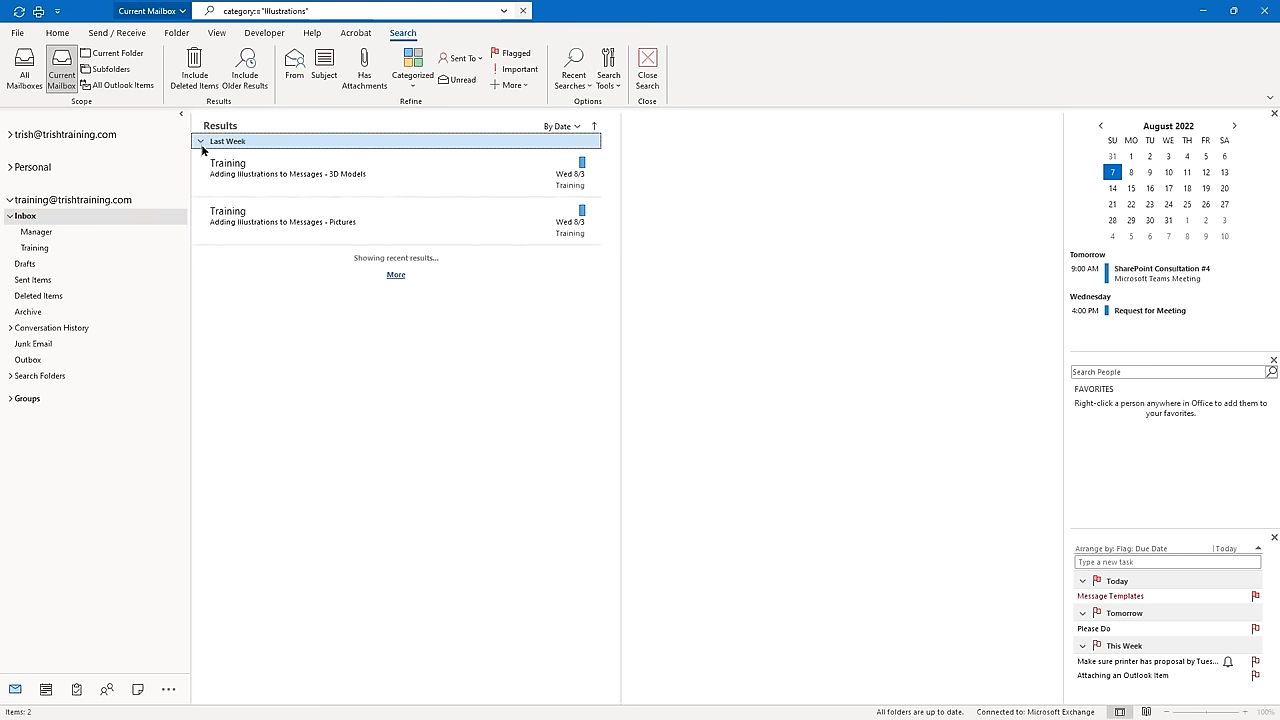 Current Mailbox
category:="Illustrations"
File Home Send / Receive Folder View Developer Help Acrobat Search
All Mailboxes
Current Mailbox
Current Folder
Subfolders
All Outlook Items
Scope
Include Deleted Items
Include Older Results
Results
From
Subject
Has Attachments
Categorized
Sent To
Unread
Flagged
Important
More
Refine
Recent Searches
Search Tools
Options
Close Search
Close
trish@trishtraining.com
Personal
training@trishtraining.com
Inbox
Manager
Training
Drafts
Sent Items
Deleted Items
Archive
Conversation History
Junk Email
Outbox
Search Folders
Groups
Results
By Date
Last Week
Training
Adding Illustrations to Messages - 3D Models
Wed 8/3
Training
Training
Adding Illustrations to Messages - Pictures
Wed 8/3
Training
Showing recent results...
More
August 2022
SU MO TU WE TH FR SA
31 1 2 3 4 5 6
7 8 9 10 11 12 13
14 15 16 17 18 19 20
21 22 23 24 25 26 27
28 29 30 31 1 2 3
4 5 6 7 8 9 10
Tomorrow
9:00 AM SharePoint Consultation #4
Microsoft Teams Meeting
Wednesday
4:00 PM Request for Meeting
Search People
FAVORITES
Right-click a person anywhere in Office to add them to
your favorites.
Arrange by: Flag: Due Date Today
Type a new task
Today
Message Templates
Tomorrow
Please Do
This Week
Make sure printer has proposal by Tues...
Attaching an Outlook Item
Items: 2
All folders are up to date.
Connected to: Microsoft Exchange
100%